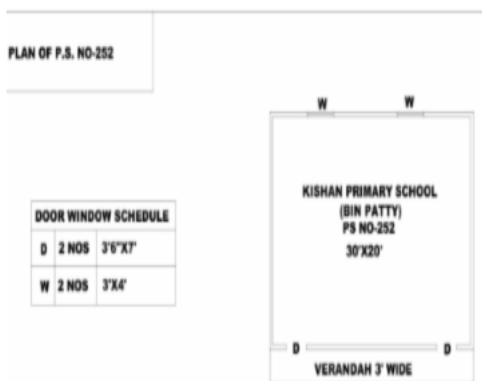 PLAN OF P.S. NO-252
W W
KISHAN PRIMARY SCHOOL
(BIN PATTY)
PS NO-252
30'X20'
DOOR WINDOW SCHEDULE
D 2 NOS 3'6"X7'
W 2 NOS 3'X4'
D D
VERANDAH 3' WIDE